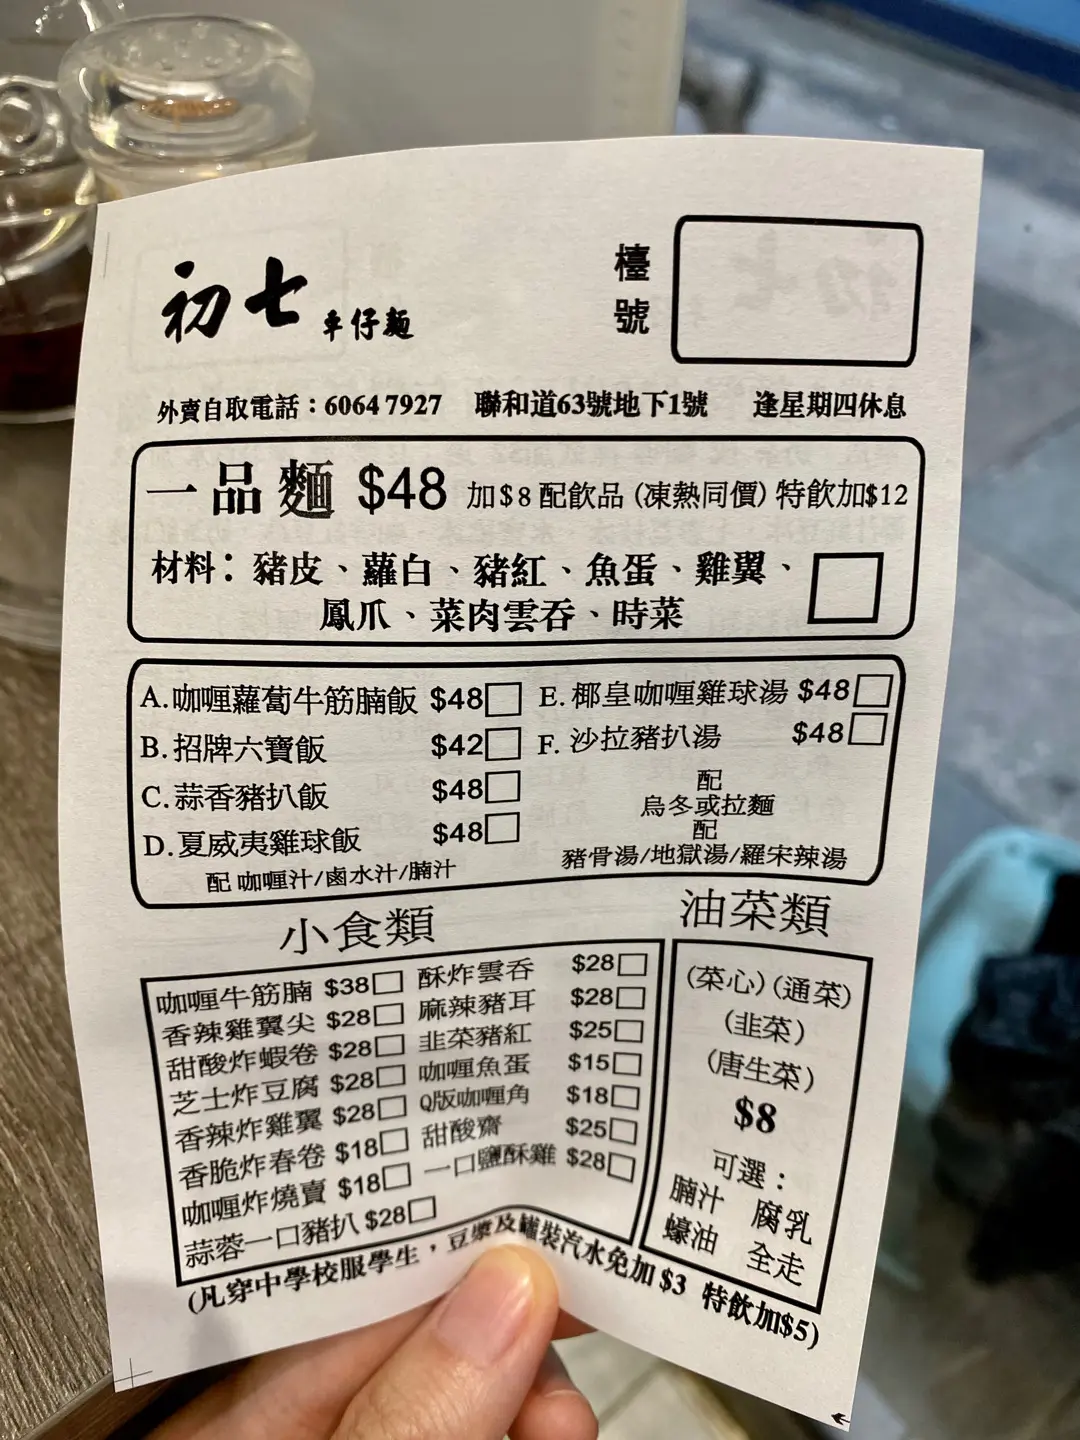 初七 車仔麵
檯號
外賣自取電話：6064 7927 聯和道63號地下1號 逢星期四休息
一品麵 $48 加$8配飲品(凍熱同價)特飲加$12
材料：豬皮、蘿白、豬紅、魚蛋、雞翼、
鳳爪、菜肉雲吞、時菜
A.咖喱蘿蔔牛筋腩飯 $48
B.招牌六寶飯 $42
C.蒜香豬扒飯 $48
D.夏威夷雞球飯 $48
配 咖喱汁/鹵水汁/腩汁
E.椰皇咖喱雞球湯 $48
F.沙拉豬扒湯 $48
配
烏冬或拉麵
配
豬骨湯/地獄湯/羅宋辣湯
小食類
咖喱牛筋腩 $38
香辣雞翼尖 $28
甜酸炸蝦卷 $28
芝士炸豆腐 $28
香辣炸雞翼 $28
香脆炸春卷 $18
咖喱炸燒賣 $18
蒜蓉一口豬扒 $28
酥炸雲吞 $28
麻辣豬耳 $28
韭菜豬紅 $25
咖喱魚蛋 $15
Q版咖喱角 $18
甜酸齋 $25
一口鹽酥雞 $28
油菜類
(菜心)(通菜)
(韭菜)
(唐生菜)
$8
可選：
腩汁 腐乳
蠔油 全走
(凡穿中學校服學生，豆漿及罐裝汽水免加$3 特飲加$5)